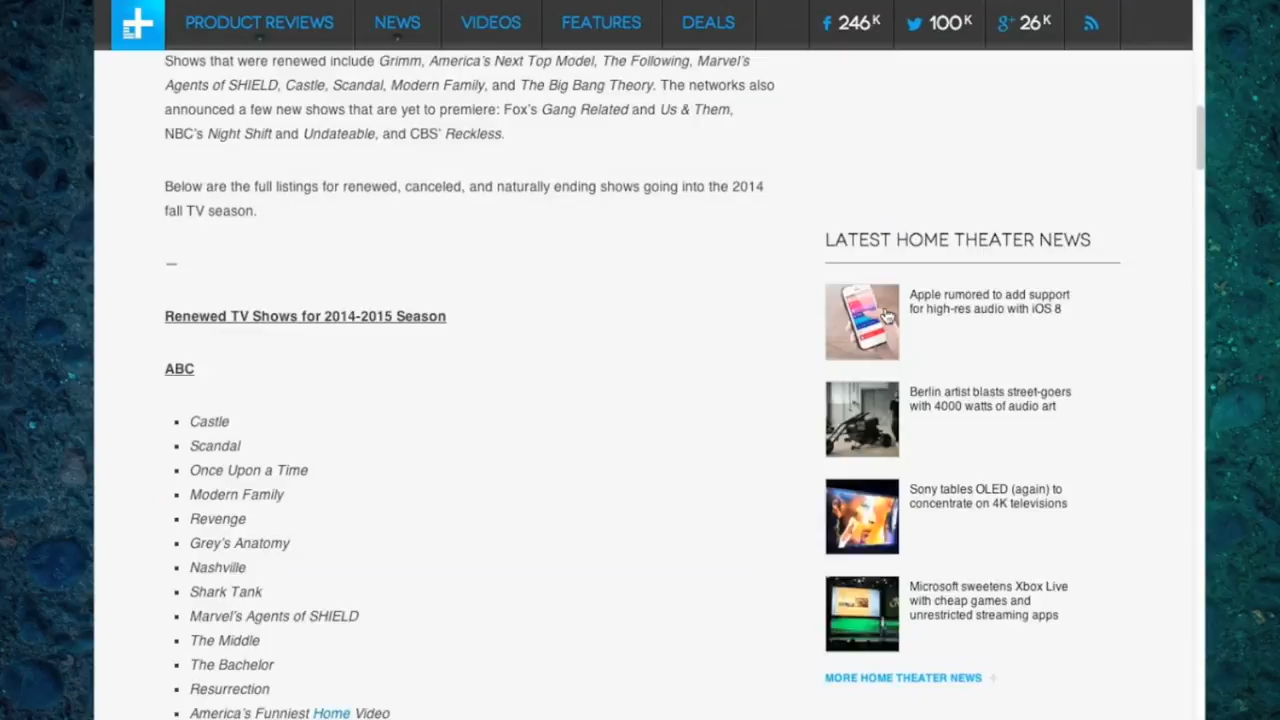 PRODUCT REVIEWS
NEWS
VIDEOS
FEATURES
DEALS
246K
100K
26K
Shows that were renewed include Grimm, America's Next Top Model, The Following, Marvel's
Agents of SHIELD, Castle, Scandal, Modern Family, and The Big Bang Theory. The networks also
announced a few new shows that are yet to premiere: Fox's Gang Related and Us & Them,
NBC's Night Shift and Undateable, and CBS' Reckless.
Below are the full listings for renewed, canceled, and naturally ending shows going into the 2014
fall TV season.
—
Renewed TV Shows for 2014-2015 Season
ABC
Castle
Scandal
Once Upon a Time
Modern Family
Revenge
Grey's Anatomy
Nashville
Shark Tank
Marvel's Agents of SHIELD
The Middle
The Bachelor
Resurrection
America's Funniest Home Video
LATEST HOME THEATER NEWS
Apple rumored to add support
for high-res audio with iOS 8
Berlin artist blasts street-goers
with 4000 watts of audio art
Sony tables OLED (again) to
concentrate on 4K televisions
Microsoft sweetens Xbox Live
with cheap games and
unrestricted streaming apps
MORE HOME THEATER NEWS +